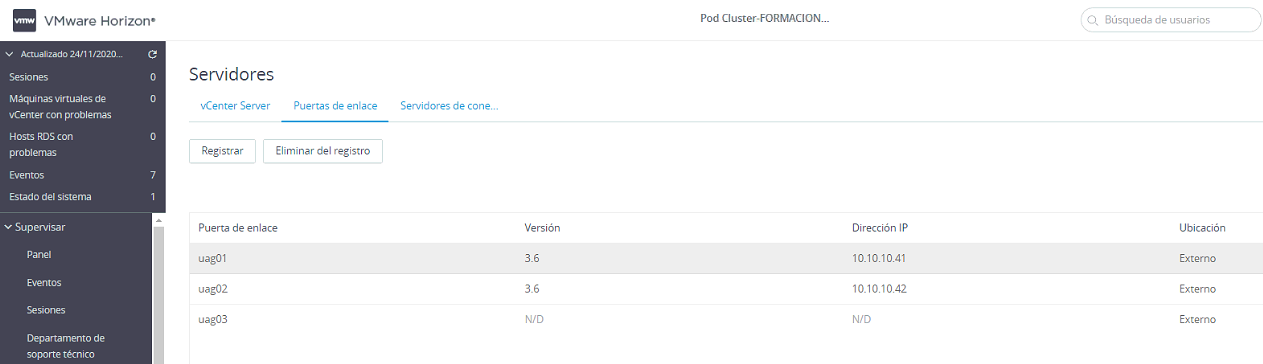 vmw VMware Horizon®
Pod Cluster-FORMACION...
Búsqueda de usuarios
Actualizado 24/11/2020...
Sesiones 0
Máquinas virtuales de 0
vCenter con problemas
Hosts RDS con 0
problemas
Eventos 7
Estado del sistema 1
Supervisar
Panel
Eventos
Sesiones
Departamento de
soporte técnico
Servidores
vCenter Server Puertas de enlace Servidores de cone...
Registrar Eliminar del registro
Puerta de enlace Versión Dirección IP Ubicación
uag01 3.6 10.10.10.41 Externo
uag02 3.6 10.10.10.42 Externo
uag03 N/D N/D Externo